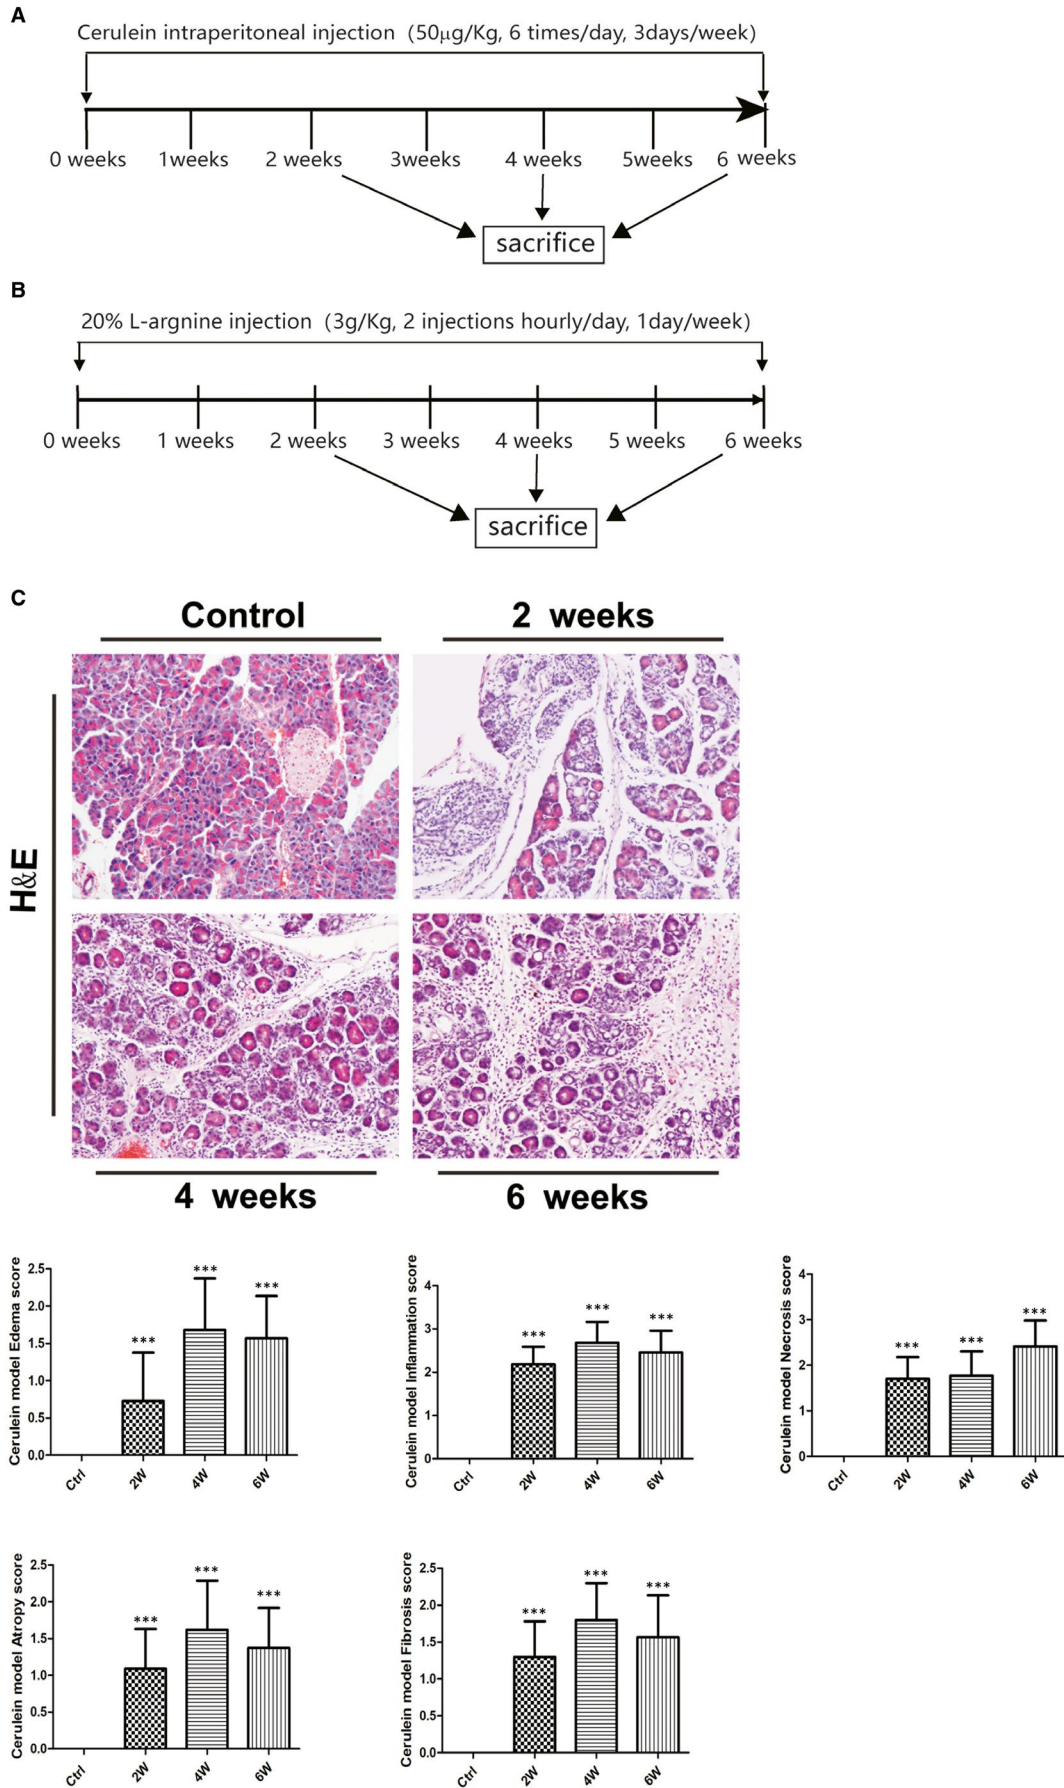 A
Cerulein intraperitoneal injection (50μg/Kg, 6 times/day, 3days/week)
0 weeks 1weeks 2 weeks 3weeks 4 weeks 5weeks 6 weeks
sacrifice
B
20% L-argnine injection (3g/Kg, 2 injections hourly/day, 1day/week)
0 weeks 1 weeks 2 weeks 3 weeks 4 weeks 5 weeks 6 weeks
sacrifice
C
Control 2 weeks
H&E
4 weeks 6 weeks
Cerulein model Edema score
2.5
2.0
1.5
1.0
0.5
0.0
*** *** ***
Ctrl 2W 4W 6W
Cerulein model Inflammation score
4
3
2
1
0
*** *** ***
Ctrl 2W 4W 6W
Cerulein model Necrosis score
4
3
2
1
0
*** *** ***
Ctrl 2W 4W 6W
Cerulein model Atropy score
2.5
2.0
1.5
1.0
0.5
0.0
*** *** ***
Ctrl 2W 4W 6W
Cerulein model Fibrosis score
2.5
2.0
1.5
1.0
0.5
0.0
*** *** ***
Ctrl 2W 4W 6W